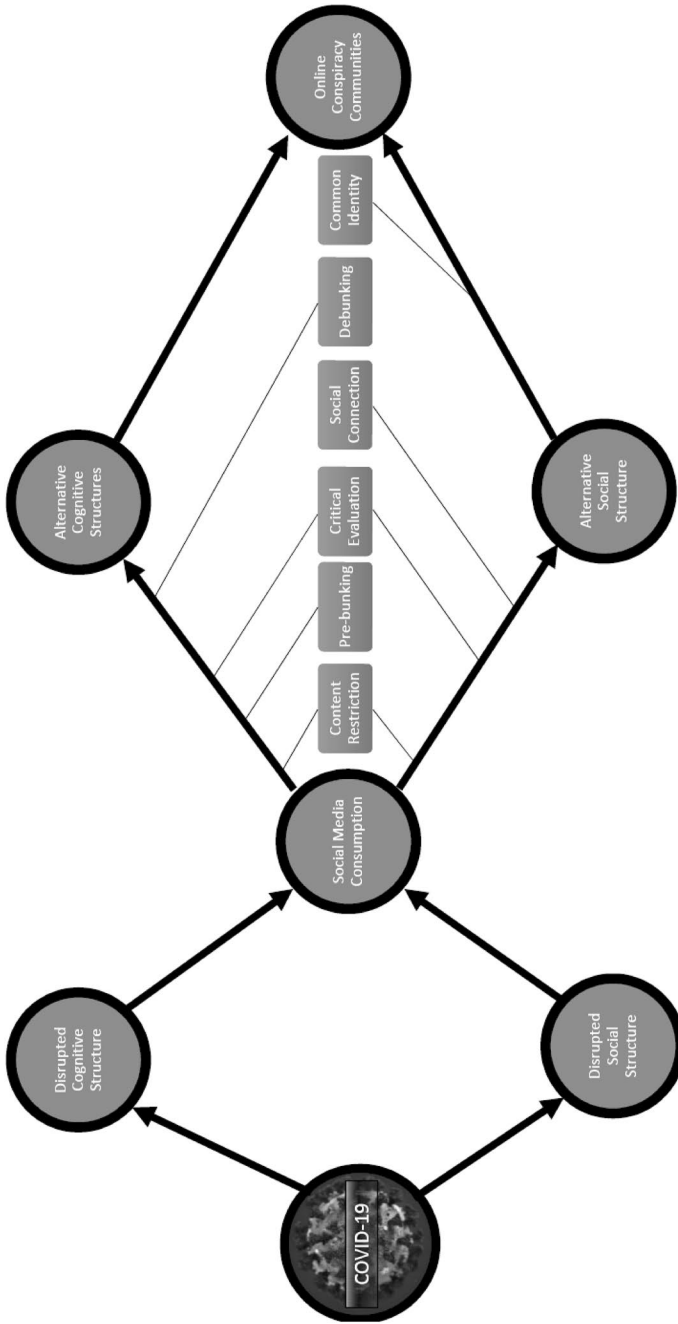 COVID-19
Disrupted
Cognitive
Structure
Disrupted
Social
Structure
Social Media
Consumption
Content
Restriction
Pre-bunking
Critical
Evaluation
Social
Connection
Debunking
Common
Identity
Alternative
Cognitive
Structures
Alternative
Social
Structure
Online
Conspiracy
Communities